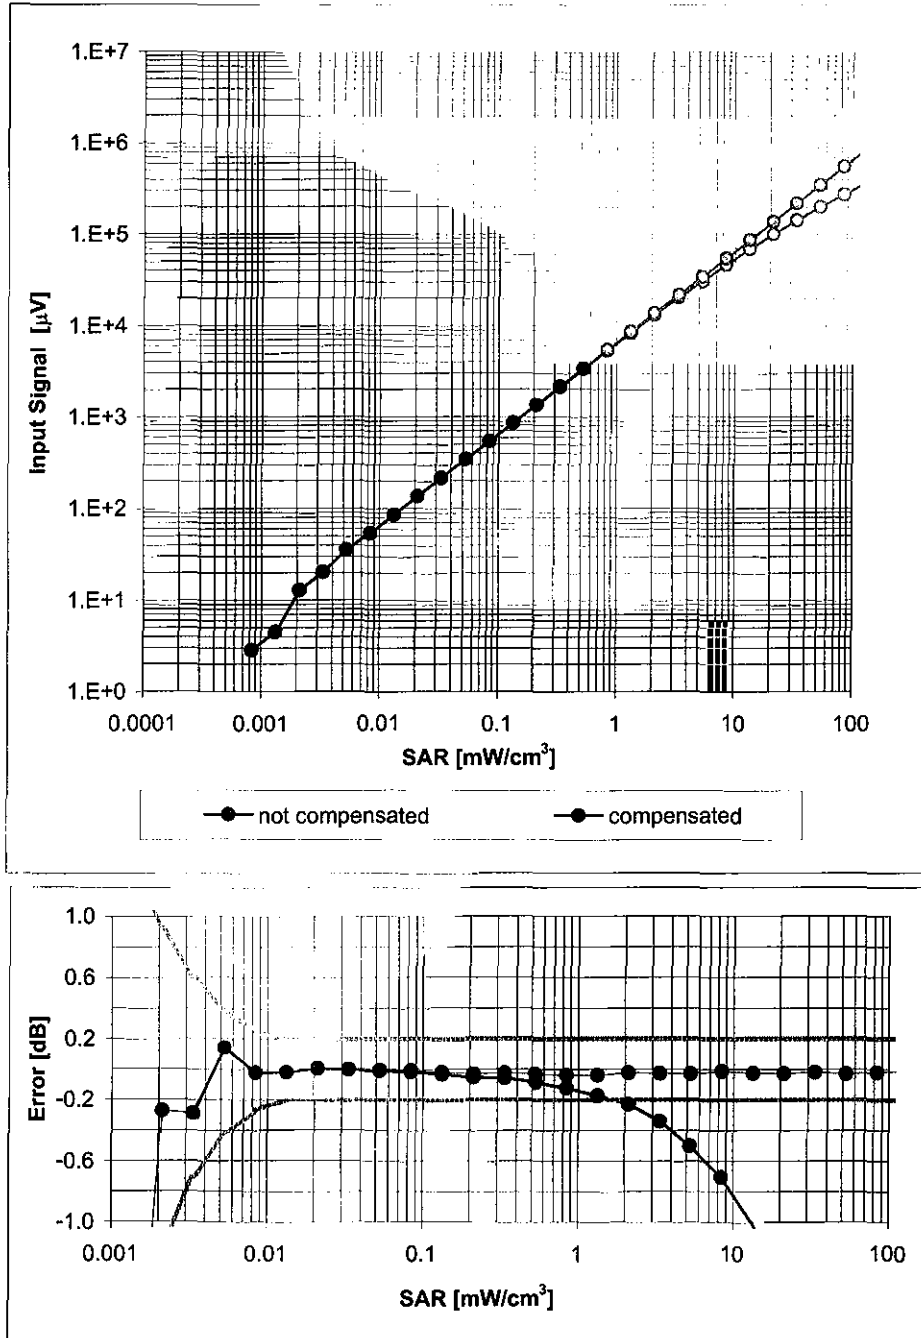 1.E+7
1.E+6
1.E+5
1.E+4
1.E+3
1.E+2
1.E+1
1.E+0
Input Signal [µV]
0.0001 0.001 0.01 0.1 1 10 100
SAR [mW/cm³]
not compensated compensated
1.0
0.6
0.2
-0.2
-0.6
-1.0
Error [dB]
0.001 0.01 0.1 1 10 100
SAR [mW/cm³]